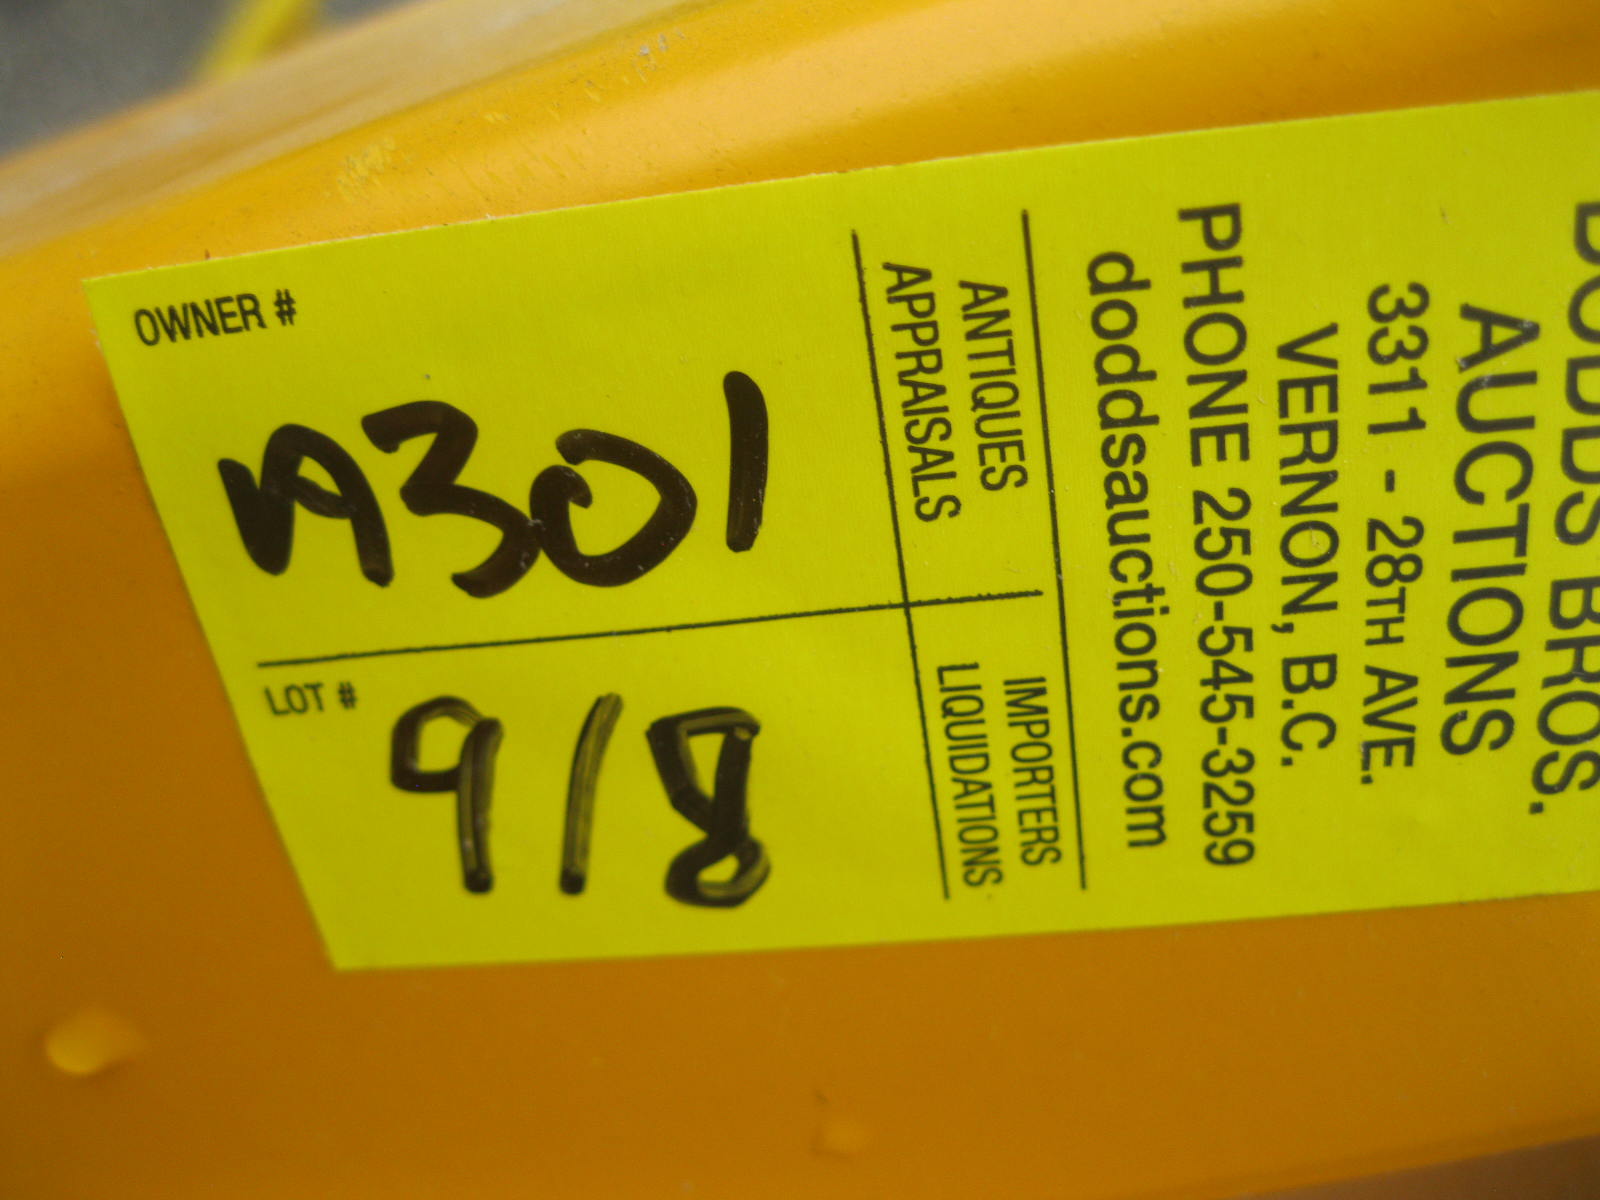 OWNER #
A301
LOT #
918
DODDS BROS.
AUCTIONS
3311 - 28TH AVE.
VERNON, B.C.
PHONE 250-545-3259
doddsauctions.com
ANTIQUES
APPRAISALS
IMPORTERS
LIQUIDATIONS